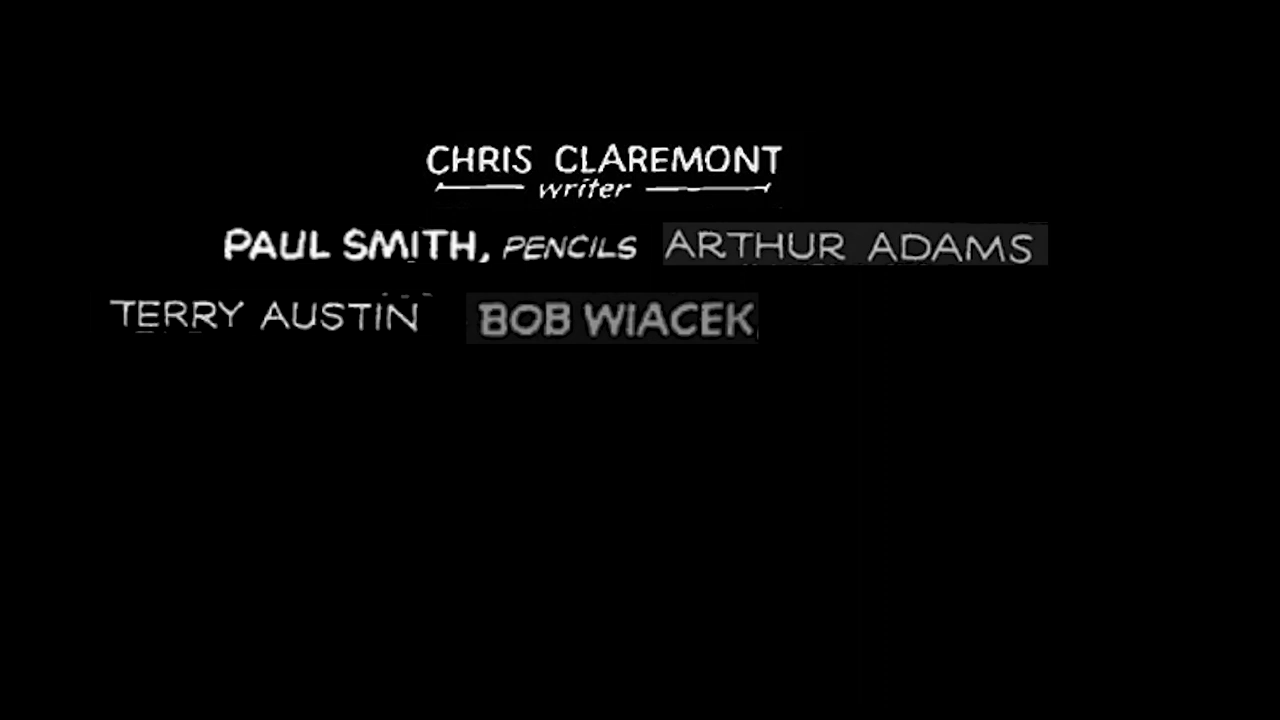 CHRIS CLAREMONT
writer
PAUL SMITH, PENCILS ARTHUR ADAMS
TERRY AUSTIN BOB WIACEK